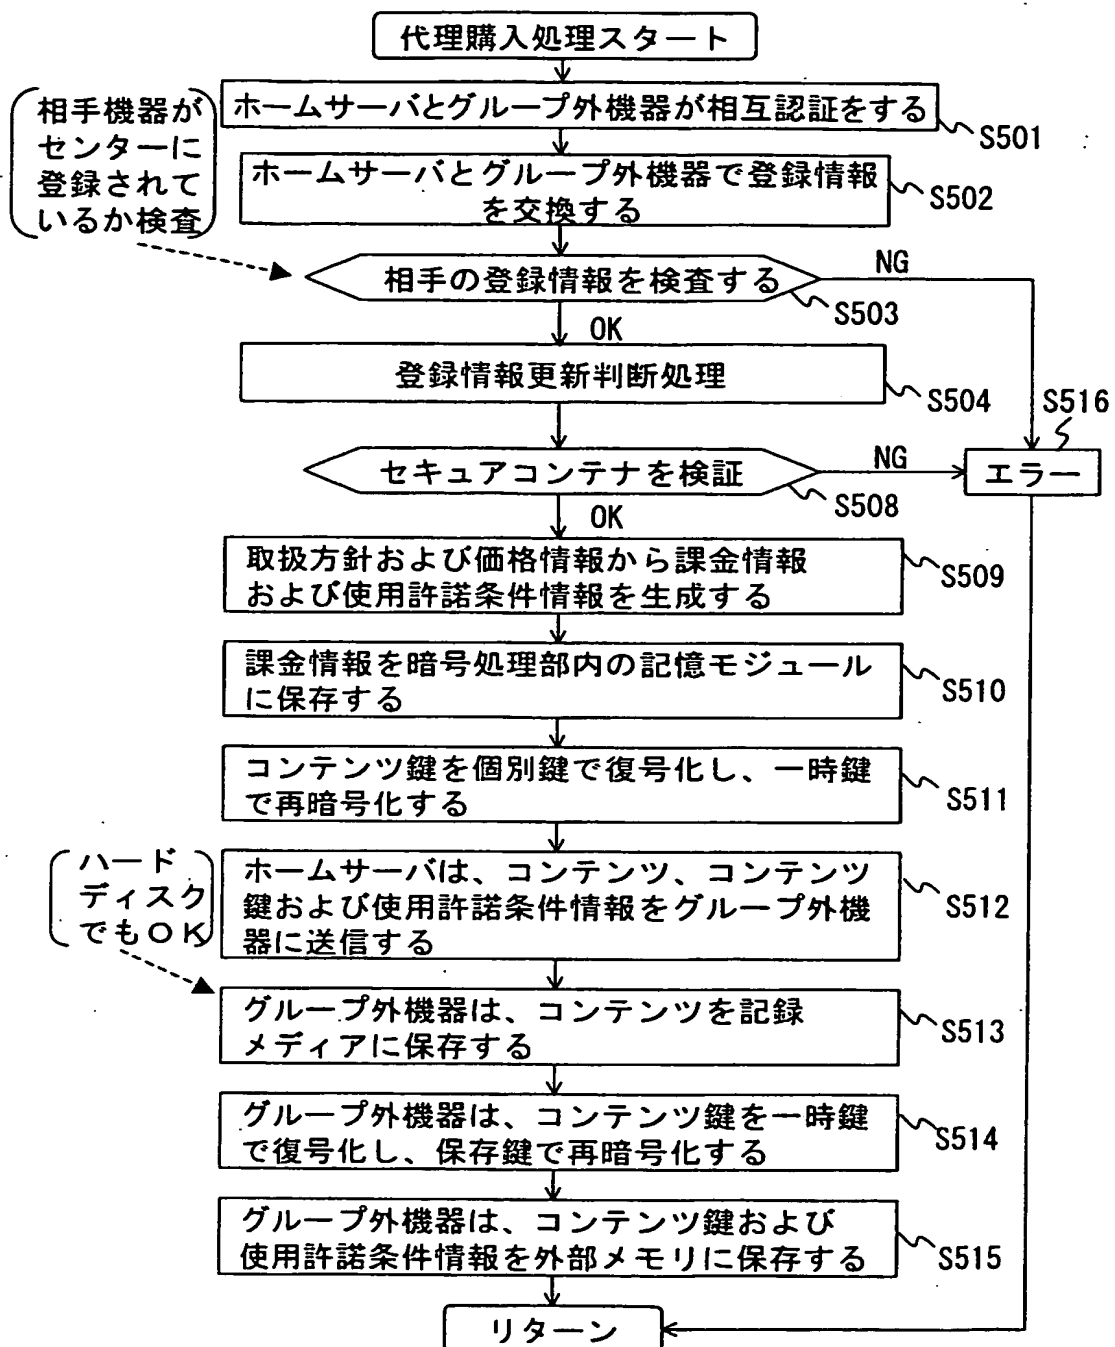 代理購入処理スタート
相手機器が
センターに
登録されて
いるか検査
ホームサーバとグループ外機器が相互認証をする
S501
ホームサーバとグループ外機器で登録情報
を交換する
S502
相手の登録情報を検査する
NG
S503
OK
登録情報更新判断処理
S504
S516
セキュアコンテナを検証
NG
エラー
S508
OK
取扱方針および価格情報から課金情報
および使用許諾条件情報を生成する
S509
課金情報を暗号処理部内の記憶モジュール
に保存する
S510
コンテンツ鍵を個別鍵で復号化し、一時鍵
で再暗号化する
S511
ハード
ディスク
でもOK
ホームサーバは、コンテンツ、コンテンツ
鍵および使用許諾条件情報をグループ外機
器に送信する
S512
グループ外機器は、コンテンツを記録
メディアに保存する
S513
グループ外機器は、コンテンツ鍵を一時鍵
で復号化し、保存鍵で再暗号化する
S514
グループ外機器は、コンテンツ鍵および
使用許諾条件情報を外部メモリに保存する
S515
リターン